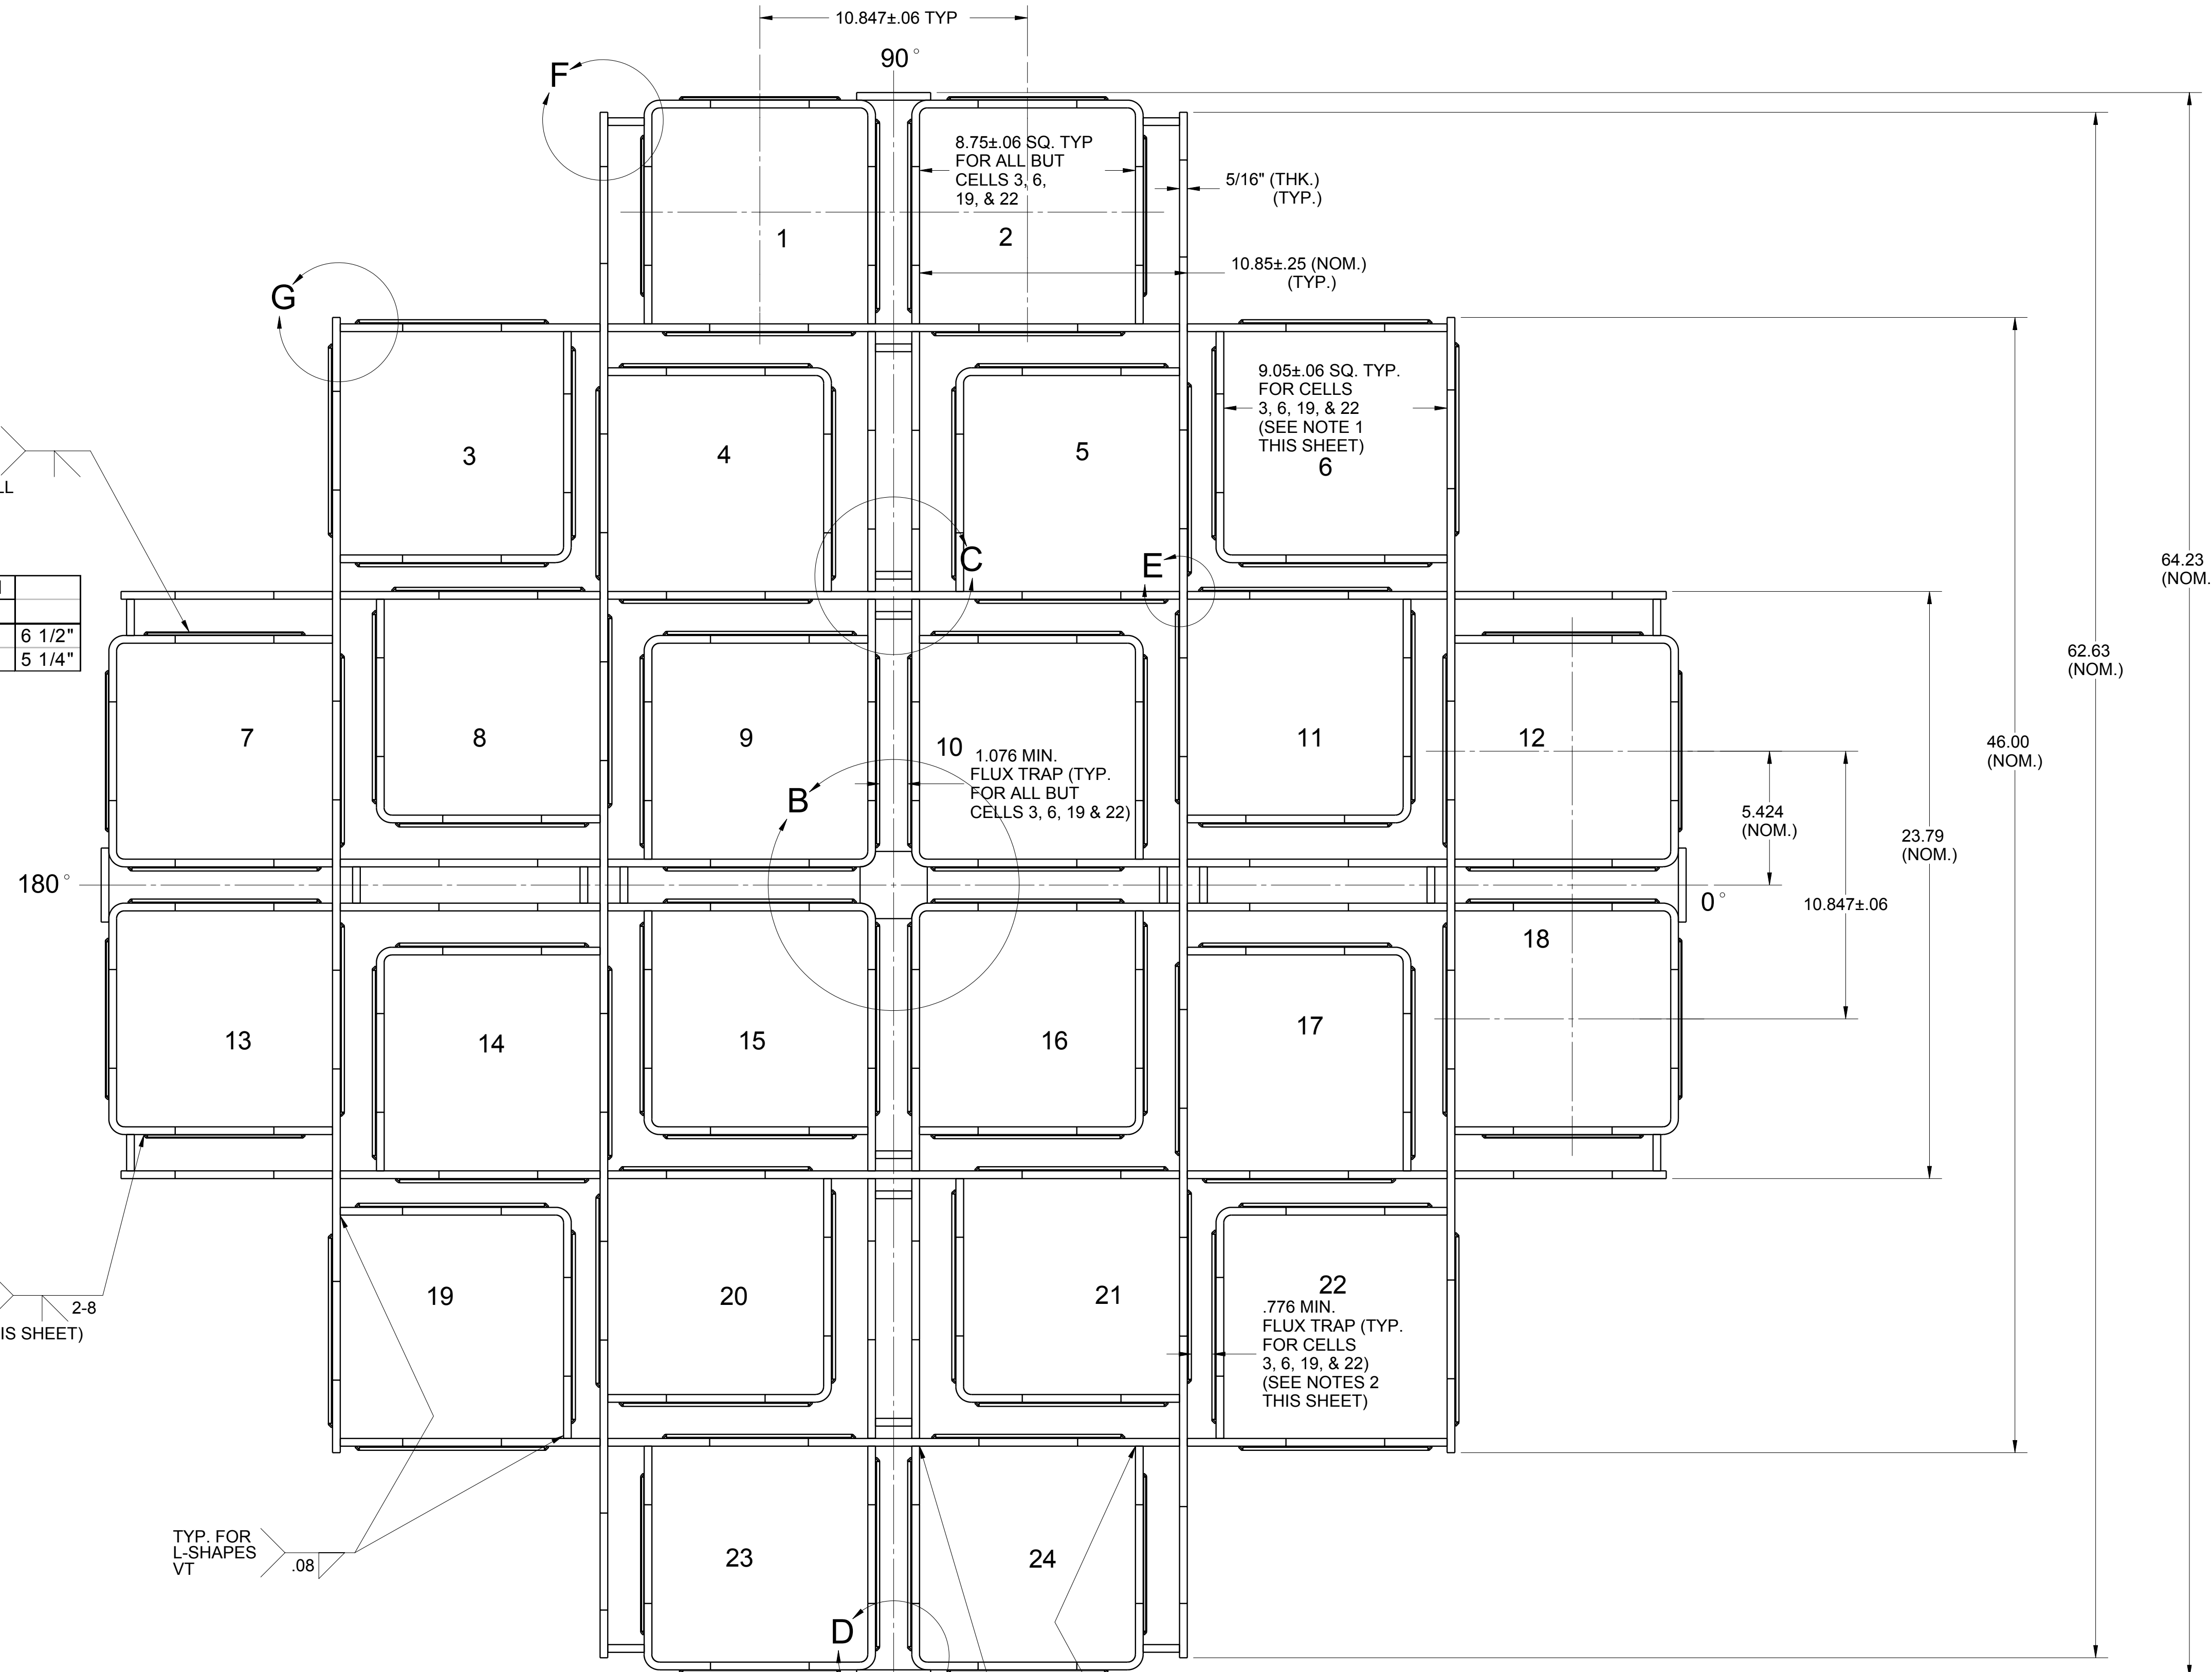 10.847±.06 TYP
90°
F
8.75±.06 SQ. TYP
FOR ALL BUT
CELLS 3, 6,
19, & 22
5/16" (THK.)
(TYP.)
1
2
10.85±.25 (NOM.)
(TYP.)
G
9.05±.06 SQ. TYP.
FOR CELLS
3, 6, 19, & 22
(SEE NOTE 1
THIS SHEET)
3
4
5
6
C
E
64.23
(NOM.
6 1/2"
5 1/4"
62.63
(NOM.)
7
8
9
10
11
12
1.076 MIN.
FLUX TRAP (TYP.
FOR ALL BUT
CELLS 3, 6, 19 & 22)
B
46.00
(NOM.)
5.424
(NOM.)
23.79
(NOM.)
180°
0°
10.847±.06
13
14
15
16
17
18
19
20
21
22
.776 MIN.
FLUX TRAP (TYP.
FOR CELLS
3, 6, 19, & 22)
(SEE NOTES 2
THIS SHEET)
2-8
IS SHEET)
TYP. FOR
L-SHAPES
VT
.08
23
24
D